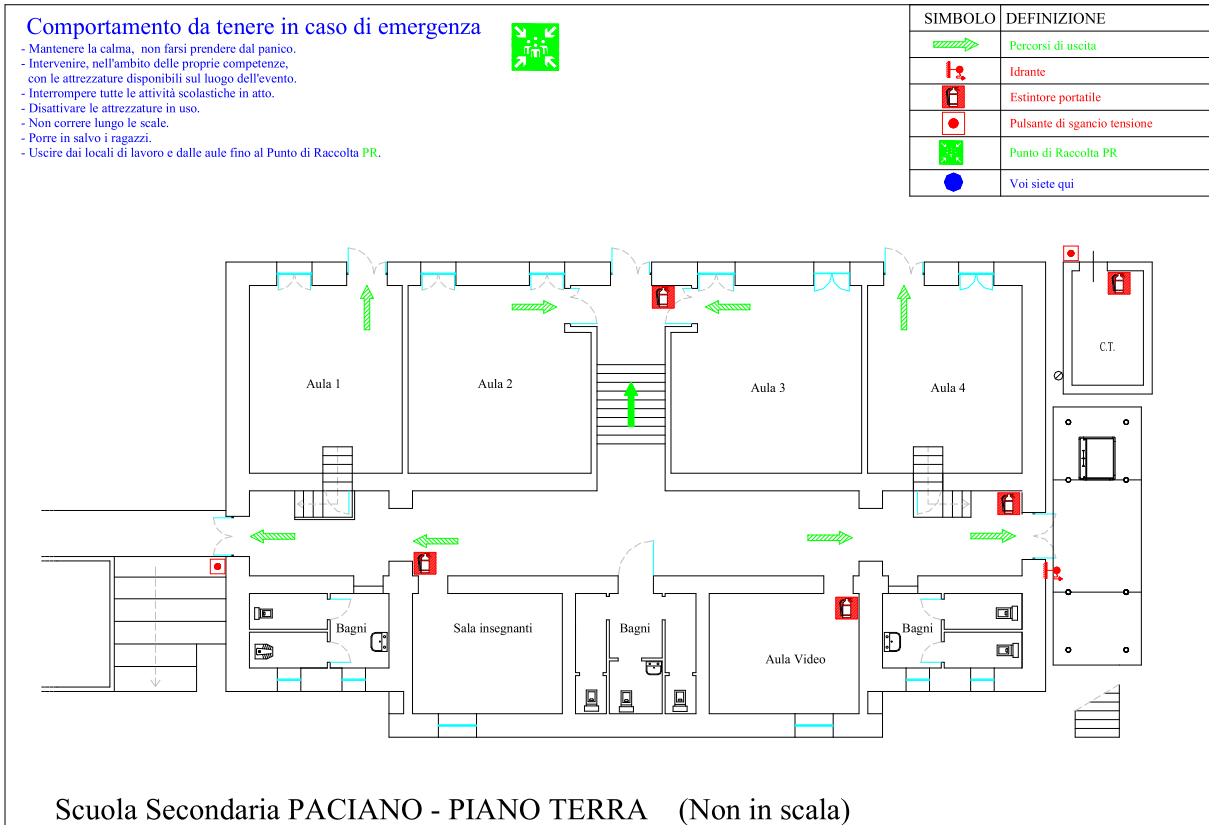 Comportamento da tenere in caso di emergenza
- Mantenere la calma, non farsi prendere dal panico.
- Intervenire, nell'ambito delle proprie competenze,
con le attrezzature disponibili sul luogo dell'evento.
- Interrompere tutte le attività scolastiche in atto.
- Disattivare le attrezzature in uso.
- Non correre lungo le scale.
- Porre in salvo i ragazzi.
- Uscire dai locali di lavoro e dalle aule fino al Punto di Raccolta PR.
SIMBOLO DEFINIZIONE
Percorsi di uscita
Idrante
Estintore portatile
Pulsante di sgancio tensione
Punto di Raccolta PR
Voi siete qui
C.T.
Aula 1
Aula 2
Aula 3
Aula 4
Bagni
Sala insegnanti
Bagni
Aula Video
Bagni
Scuola Secondaria PACIANO - PIANO TERRA (Non in scala)